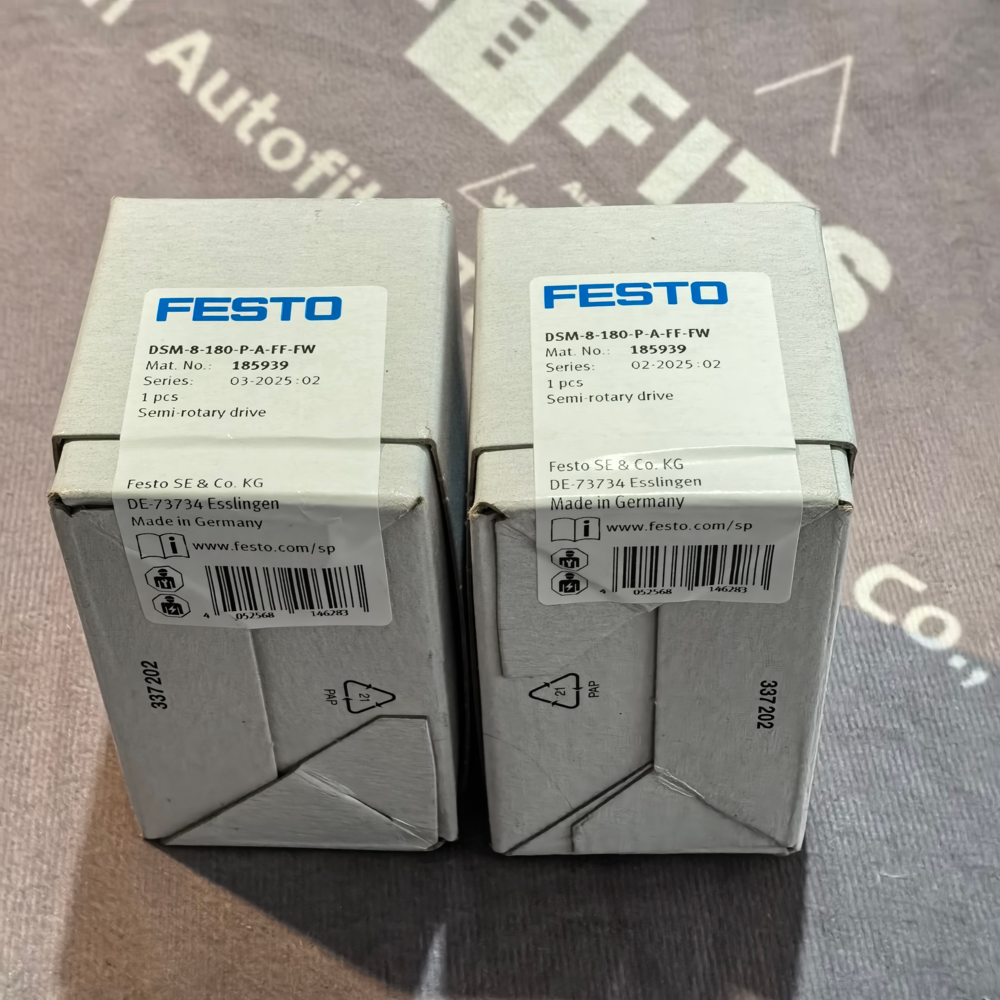 Autofit
FITS
Co.,
FESTO
DSM-8-180-P-A-FF-FW
Mat. No.: 185939
Series: 03-2025:02
1 pcs
Semi-rotary drive
Festo SE & Co. KG
DE-73734 Esslingen
Made in Germany
www.festo.com/sp
4 052568 146283
337 202
21
PAP
FESTO
DSM-8-180-P-A-FF-FW
Mat. No.: 185939
Series: 02-2025:02
1 pcs
Semi-rotary drive
Festo SE & Co. KG
DE-73734 Esslingen
Made in Germany
www.festo.com/sp
4 052568 146283
21
PAP
337 202